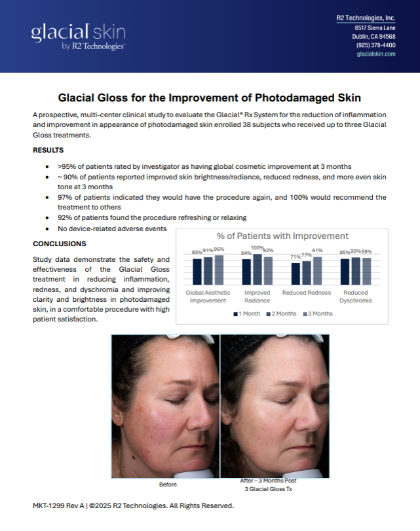 glacial skin
by R2 Technologies
R2 Technologies, Inc.
6517 Sierra Lane
Dublin, CA 94568
(925) 378-4400
glacialskin.com
Glacial Gloss for the Improvement of Photodamaged Skin
A prospective, multi-center clinical study to evaluate the Glacial® Rx System for the reduction of inflammation
and improvement in appearance of photodamaged skin enrolled 38 subjects who received up to three Glacial
Gloss treatments.
RESULTS
• >95% of patients rated by investigator as having global cosmetic improvement at 3 months
• ~90% of patients reported improved skin brightness/radiance, reduced redness, and more even skin
tone at 3 months
• 97% of patients indicated they would have the procedure again, and 100% would recommend the
treatment to others
• 92% of patients found the procedure refreshing or relaxing
• No device-related adverse events
CONCLUSIONS
Study data demonstrate the safety and
effectiveness of the Glacial Gloss
treatment in reducing inflammation,
redness, and dyschromia and improving
clarity and brightness in photodamaged
skin, in a comfortable procedure with high
patient satisfaction.
% of Patients with Improvement
91% 96% 84% 100% 92% 71% 77% 91% 90%
Global Aesthetic
Improvement
Improved
Radiance
Reduced Redness
Reduced
Dyschromia
1 Month 2 Months 3 Months
Before
After – 3 Months Post
3 Glacial Gloss Tx
MKT-1299 Rev A | ©2025 R2 Technologies. All Rights Reserved.